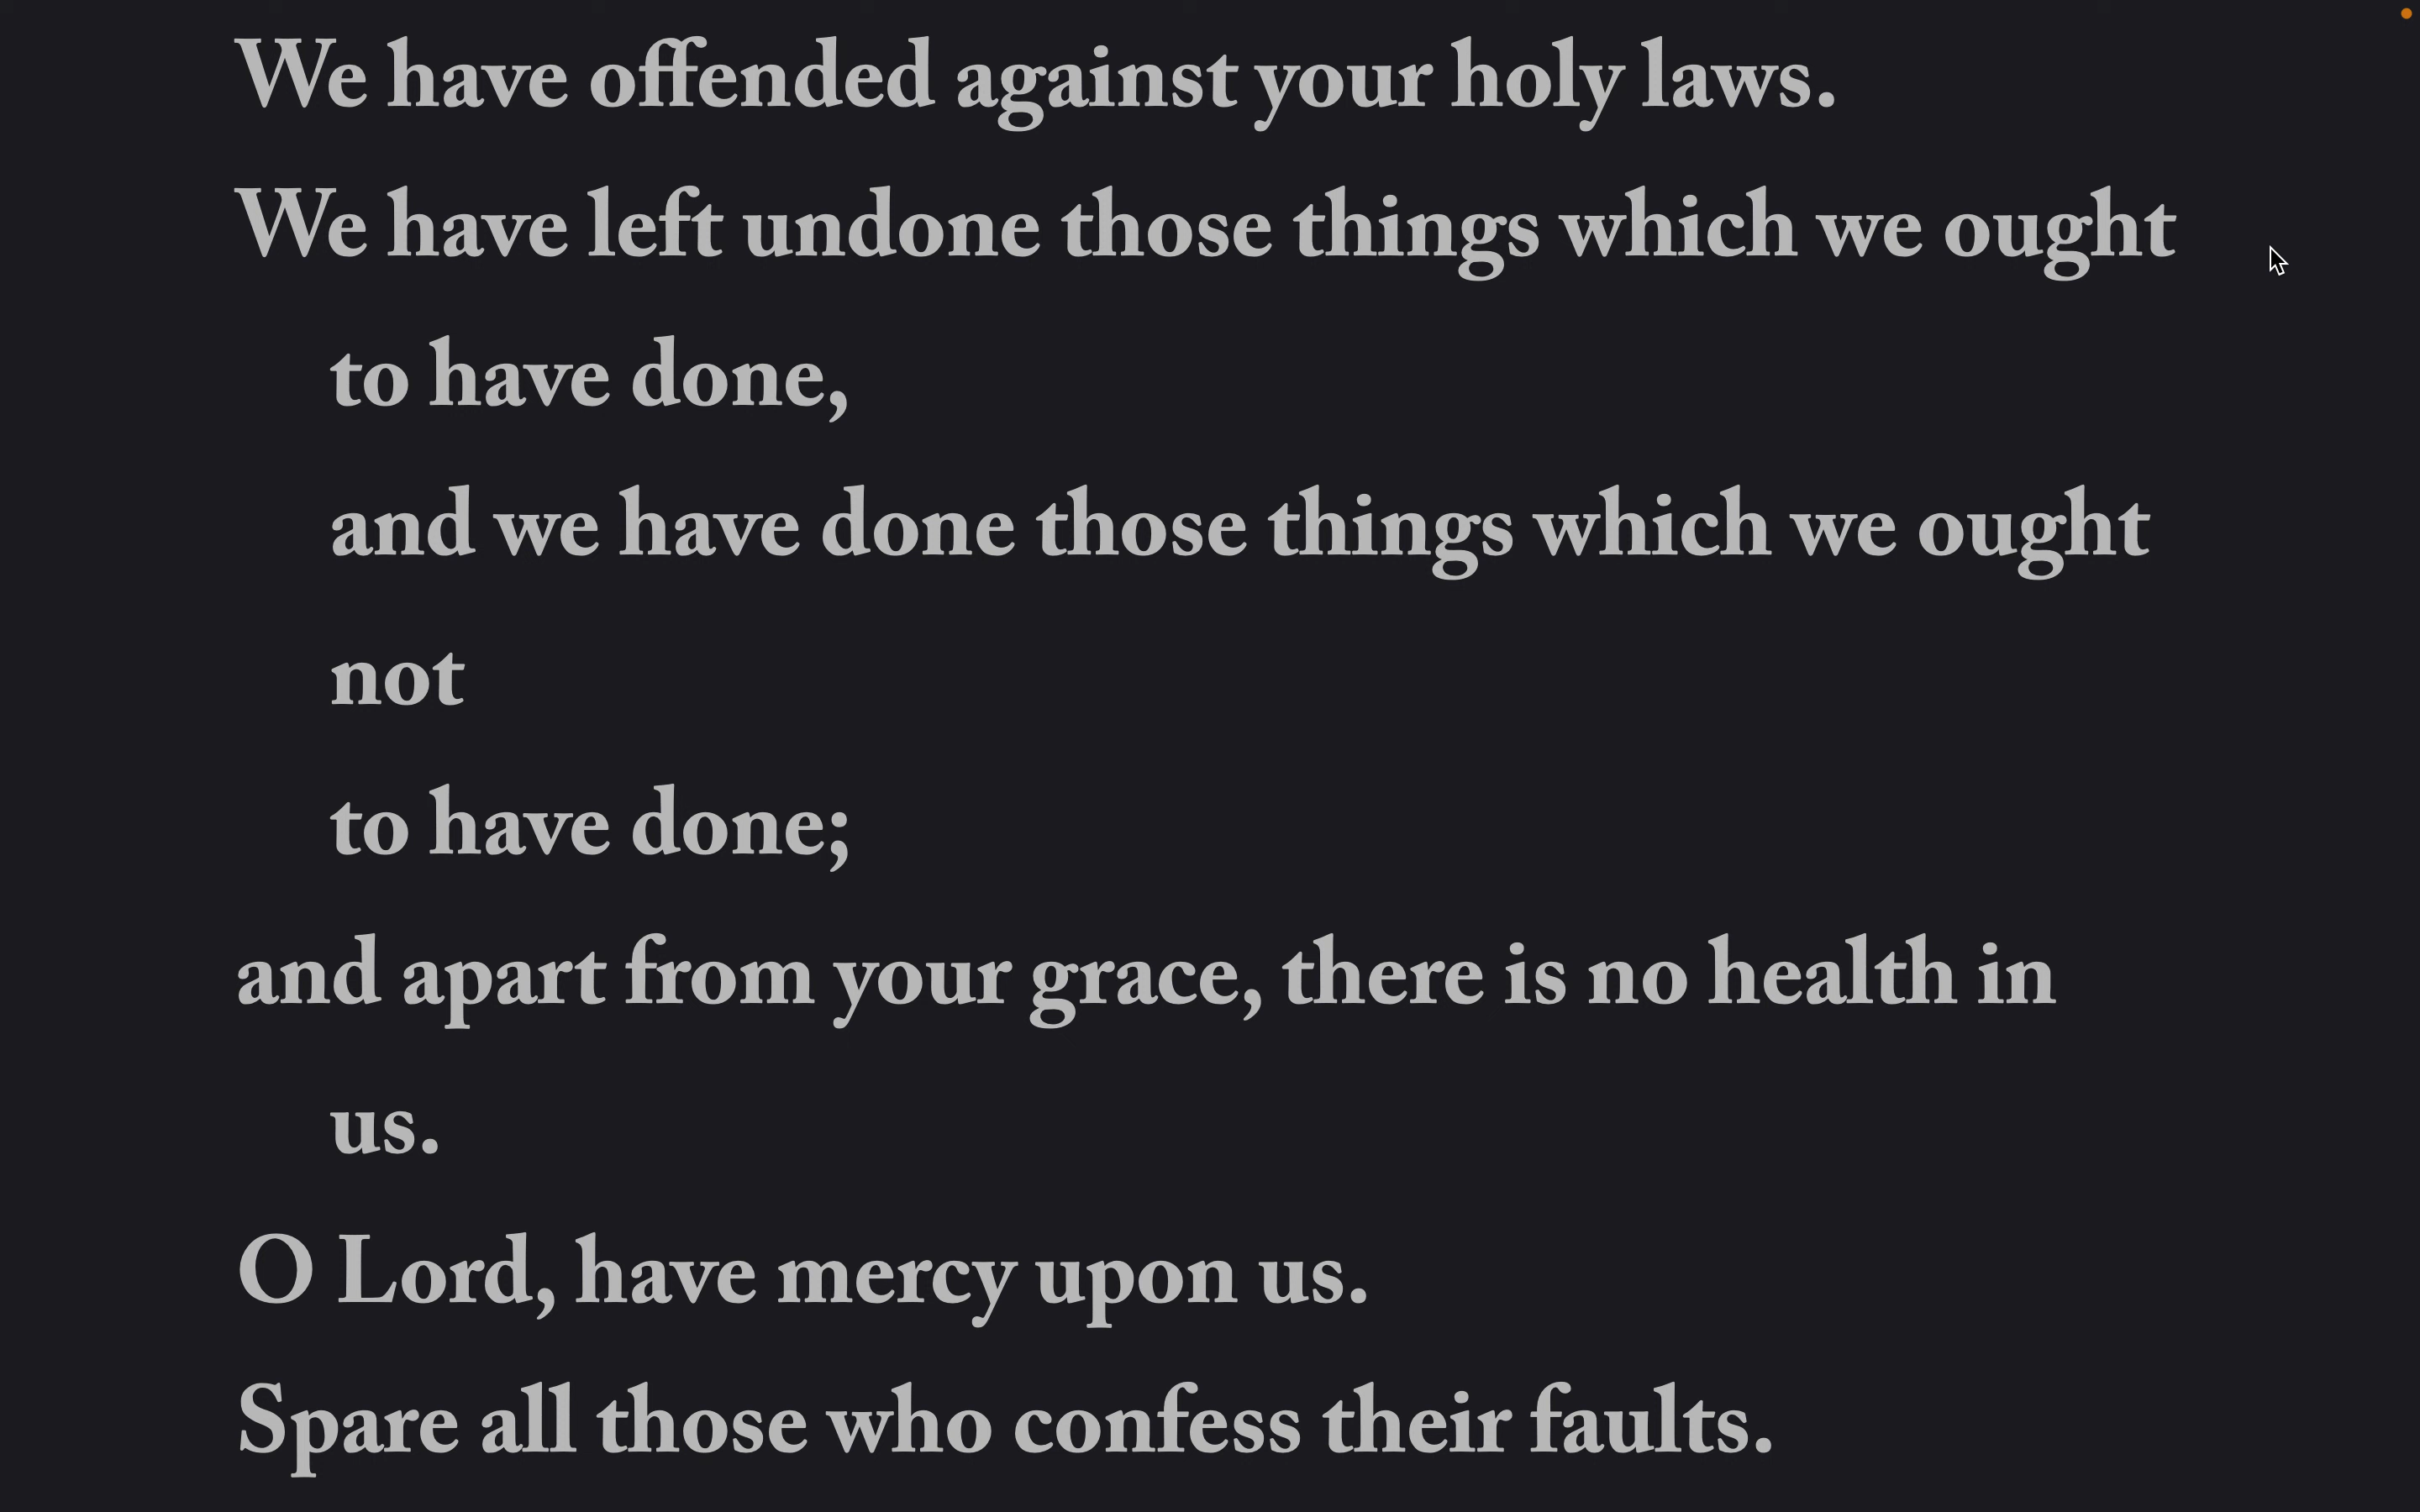 We have offended against your holy laws.
We have left undone those things which we ought
to have done,
and we have done those things which we ought
not
to have done;
and apart from your grace, there is no health in
us.
O Lord, have mercy upon us.
Spare all those who confess their faults.